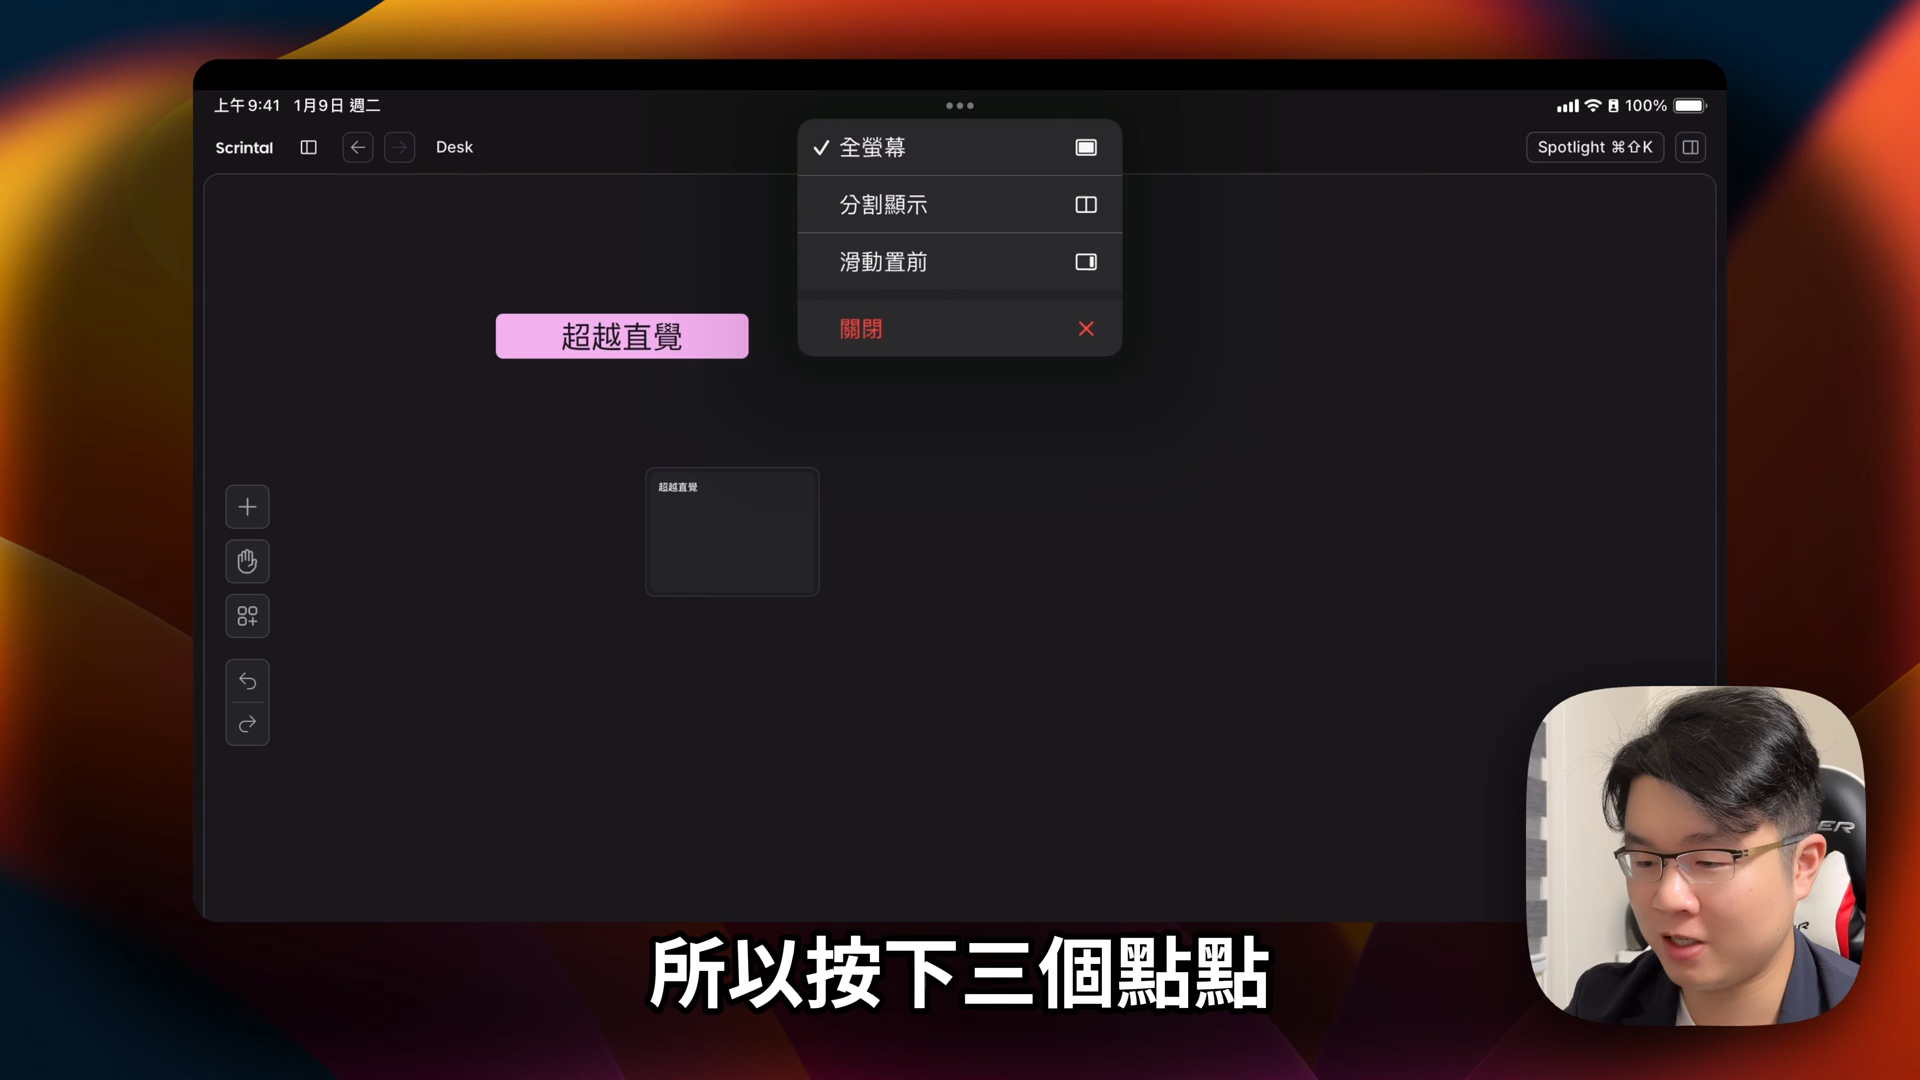 上午9:41 1月9日 週二
100%
Scrintal
Desk
Spotlight ⌘⇧K
全螢幕
分割顯示
滑動置前
關閉
超越直覺
超越直覺
所以按下三個點點
ER
R